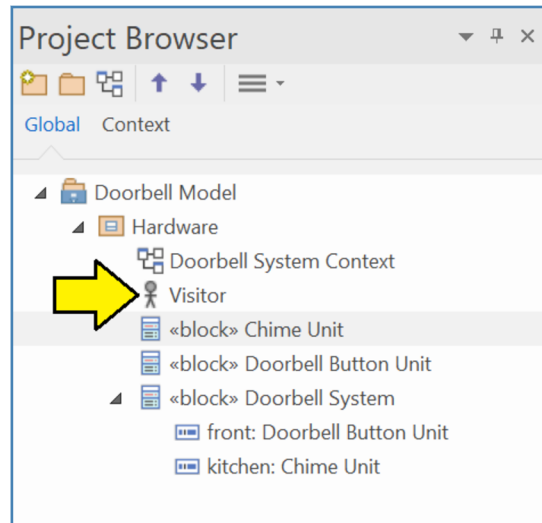 Project Browser
Global Context
Doorbell Model
Hardware
Doorbell System Context
Visitor
«block» Chime Unit
«block» Doorbell Button Unit
«block» Doorbell System
front: Doorbell Button Unit
kitchen: Chime Unit